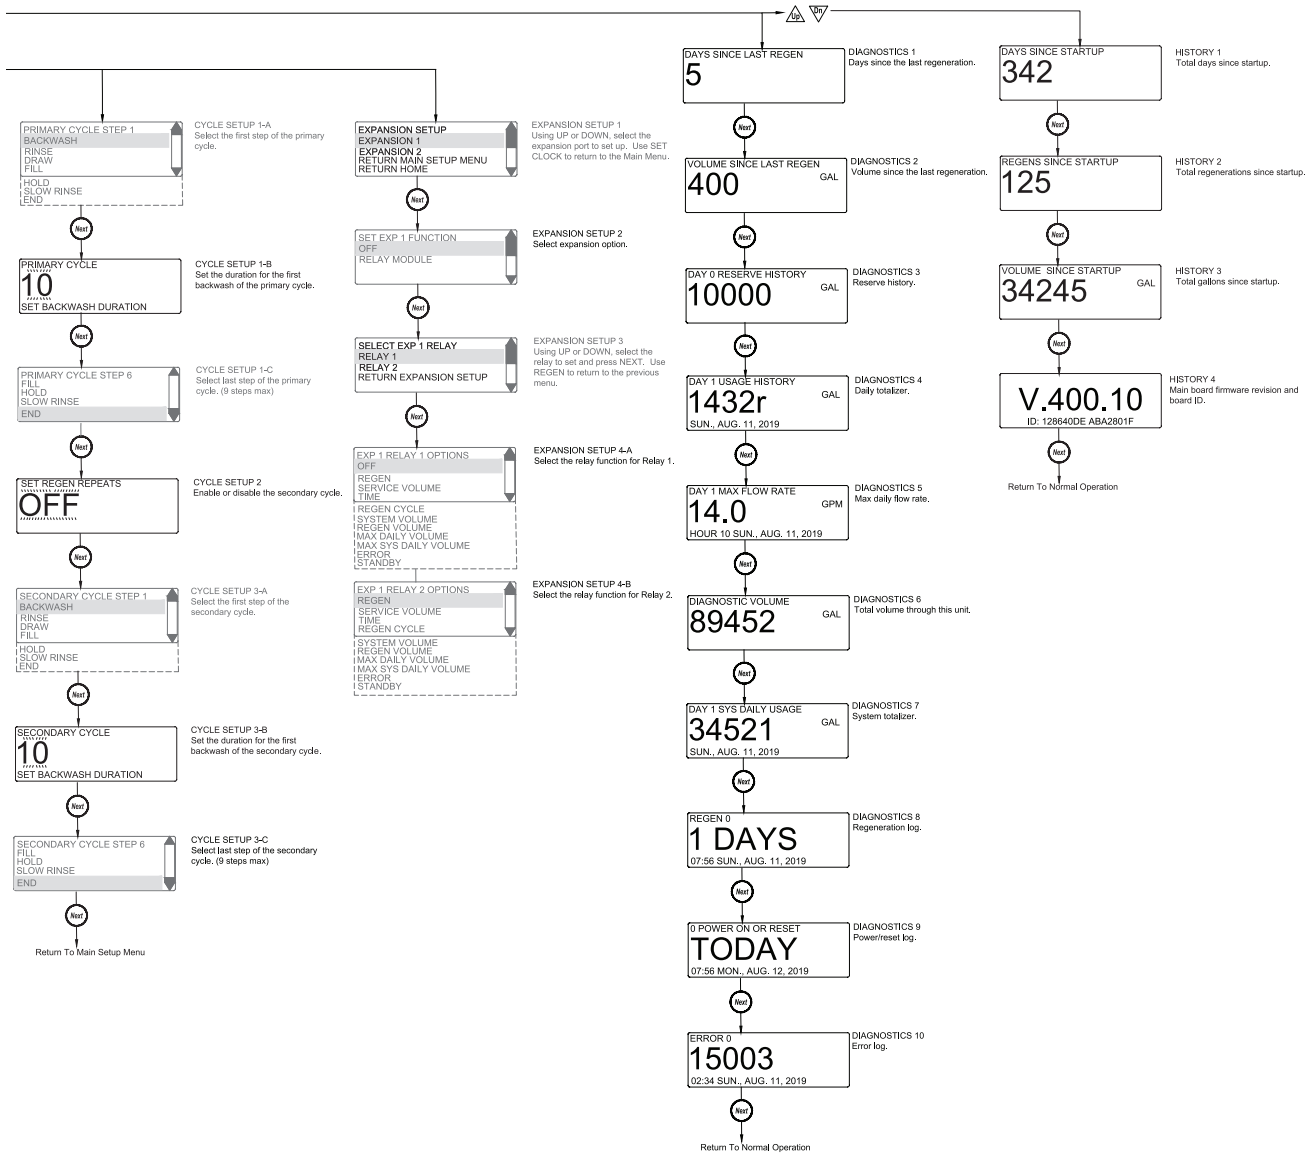 Up
Dn
PRIMARY CYCLE STEP 1
BACKWASH
RINSE
DRAW
FILL
HOLD
SLOW RINSE
END
CYCLE SETUP 1-A
Select the first step of the primary
cycle.
Next
PRIMARY CYCLE
10
SET BACKWASH DURATION
CYCLE SETUP 1-B
Set the duration for the first
backwash of the primary cycle.
Next
PRIMARY CYCLE STEP 6
FILL
HOLD
SLOW RINSE
END
CYCLE SETUP 1-C
Select last step of the primary
cycle. (9 steps max)
Next
SET REGEN REPEATS
OFF
CYCLE SETUP 2
Enable or disable the secondary cycle.
Next
SECONDARY CYCLE STEP 1
BACKWASH
RINSE
DRAW
FILL
HOLD
SLOW RINSE
END
CYCLE SETUP 3-A
Select the first step of the
secondary cycle.
Next
SECONDARY CYCLE
10
SET BACKWASH DURATION
CYCLE SETUP 3-B
Set the duration for the first
backwash of the secondary cycle.
Next
SECONDARY CYCLE STEP 6
FILL
HOLD
SLOW RINSE
END
CYCLE SETUP 3-C
Select last step of the secondary
cycle. (9 steps max)
Next
Return To Main Setup Menu
EXPANSION SETUP
EXPANSION 1
EXPANSION 2
RETURN MAIN SETUP MENU
RETURN HOME
EXPANSION SETUP 1
Using UP or DOWN, select the
expansion port to set up. Use SET
CLOCK to return to the Main Menu.
Next
SET EXP 1 FUNCTION
OFF
RELAY MODULE
EXPANSION SETUP 2
Select expansion option.
Next
SELECT EXP 1 RELAY
RELAY 1
RELAY 2
RETURN EXPANSION SETUP
EXPANSION SETUP 3
Using UP or DOWN, select the
relay to set and press NEXT. Use
REGEN to return to the previous
menu.
Next
EXP 1 RELAY 1 OPTIONS
OFF
REGEN
SERVICE VOLUME
TIME
REGEN CYCLE
SYSTEM VOLUME
REGEN VOLUME
MAX DAILY VOLUME
MAX SYS DAILY VOLUME
ERROR
STANDBY
EXPANSION SETUP 4-A
Select the relay function for Relay 1.
EXP 1 RELAY 2 OPTIONS
REGEN
SERVICE VOLUME
TIME
REGEN CYCLE
SYSTEM VOLUME
REGEN VOLUME
MAX DAILY VOLUME
MAX SYS DAILY VOLUME
ERROR
STANDBY
EXPANSION SETUP 4-B
Select the relay function for Relay 2.
DAYS SINCE LAST REGEN
5
DIAGNOSTICS 1
Days since the last regeneration.
Next
VOLUME SINCE LAST REGEN
400 GAL
DIAGNOSTICS 2
Volume since the last regeneration.
Next
DAY 0 RESERVE HISTORY
10000 GAL
DIAGNOSTICS 3
Reserve history.
Next
DAY 1 USAGE HISTORY
1432r GAL
SUN., AUG. 11, 2019
DIAGNOSTICS 4
Daily totalizer.
Next
DAY 1 MAX FLOW RATE
14.0 GPM
HOUR 10 SUN., AUG. 11, 2019
DIAGNOSTICS 5
Max daily flow rate.
Next
DIAGNOSTIC VOLUME
89452 GAL
DIAGNOSTICS 6
Total volume through this unit.
Next
DAY 1 SYS DAILY USAGE
34521 GAL
SUN., AUG. 11, 2019
DIAGNOSTICS 7
System totalizer.
Next
REGEN 0
1 DAYS
07:56 SUN., AUG. 11, 2019
DIAGNOSTICS 8
Regeneration log.
Next
0 POWER ON OR RESET
TODAY
07:56 MON., AUG. 12, 2019
DIAGNOSTICS 9
Power/reset log.
Next
ERROR 0
15003
02:34 SUN., AUG. 11, 2019
DIAGNOSTICS 10
Error log.
Next
Return To Normal Operation
DAYS SINCE STARTUP
342
HISTORY 1
Total days since startup.
Next
REGENS SINCE STARTUP
125
HISTORY 2
Total regenerations since startup.
Next
VOLUME SINCE STARTUP
34245 GAL
HISTORY 3
Total gallons since startup.
Next
V.400.10
ID: 128640DE ABA2801F
HISTORY 4
Main board firmware revision and
board ID.
Next
Return To Normal Operation